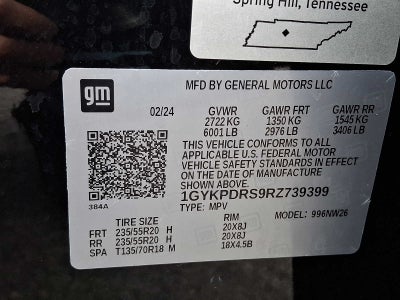 Spring Hill, Tennessee
gm
MFD BY GENERAL MOTORS LLC
02/24 GVWR GAWR FRT GAWR RR
2722 KG 1350 KG 1545 KG
6001 LB 2976 LB 3406 LB
THIS VEHICLE CONFORMS TO ALL
APPLICABLE U.S. FEDERAL MOTOR
VEHICLE SAFETY STANDARDS IN EFFECT
ON THE DATE OF MANUFACTURE
SHOWN ABOVE.
1GYKPDRS9RZ739399
384A
TYPE: MPV MODEL: 996NW26
TIRE SIZE RIM
FRT 235/55R20 H 20X8J
RR 235/55R20 H 20X8J
SPA T135/70R18 M 18X4.5B